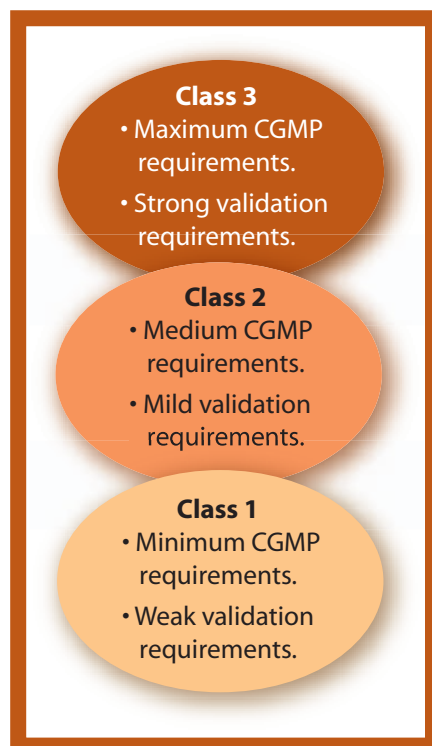 Class 3
• Maximum CGMP
requirements.
• Strong validation
requirements.
Class 2
• Medium CGMP
requirements.
• Mild validation
requirements.
Class 1
• Minimum CGMP
requirements.
• Weak validation
requirements.